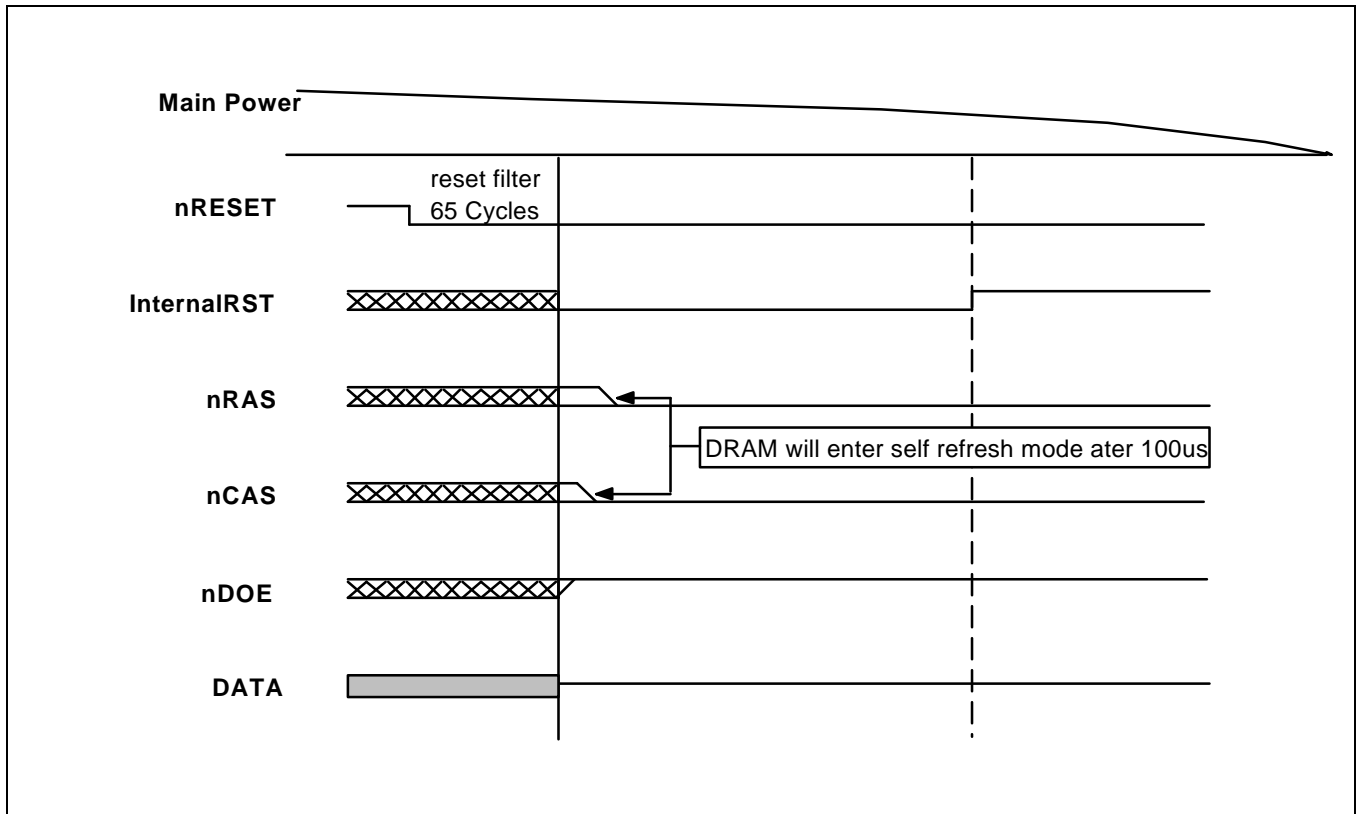 Main Power
reset filter
nRESET
65 Cycles
InternalRST
nRAS
DRAM will enter self refresh mode ater 100us
nCAS
nDOE
DATA